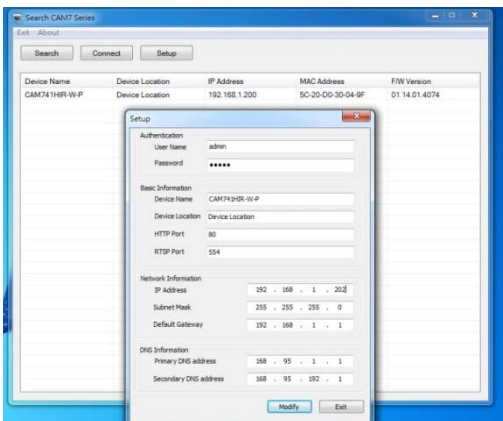 Search CAM7 Series
Exit About
Search Connect Setup
Device Name Device Location IP Address MAC Address F/W Version
CAM741HIR-W-P Device Location 192.168.1.200 5C-20-D0-30-04-9F 01.14.01.4074
Setup
Authentication
User Name admin
Password •••••
Basic Information
Device Name CAM741HIR-W-P
Device Location Device Location
HTTP Port 80
RTSP Port 554
Network Information
IP Address 192 . 168 . 1 . 202
Subnet Mask 255 . 255 . 255 . 0
Default Gateway 192 . 168 . 1 . 1
DNS Information
Primary DNS address 168 . 95 . 1 . 1
Secondary DNS address 168 . 95 . 192 . 1
Modify Exit